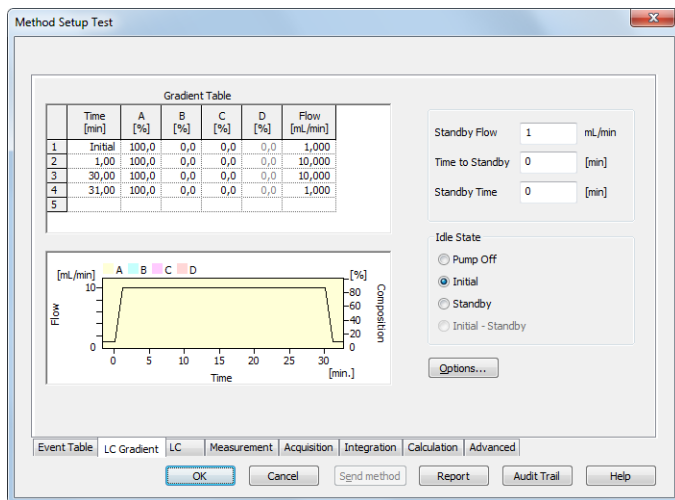 Method Setup Test
x
Gradient Table
Time [min] A [%] B [%] C [%] D [%] Flow [mL/min]
1 Initial 100,0 0,0 0,0 0,0 1,000
2 1,00 100,0 0,0 0,0 0,0 10,000
3 30,00 100,0 0,0 0,0 0,0 10,000
4 31,00 100,0 0,0 0,0 0,0 1,000
5
Standby Flow 1 mL/min
Time to Standby 0 [min]
Standby Time 0 [min]
Idle State
Pump Off
Initial
Standby
Initial - Standby
Options...
[mL/min] A B C D [%]
10
0
Flow
80
60
40
20
0
Composition
0 5 10 15 20 25 30
Time [min.]
Event Table LC Gradient LC Measurement Acquisition Integration Calculation Advanced
OK Cancel Send method Report Audit Trail Help